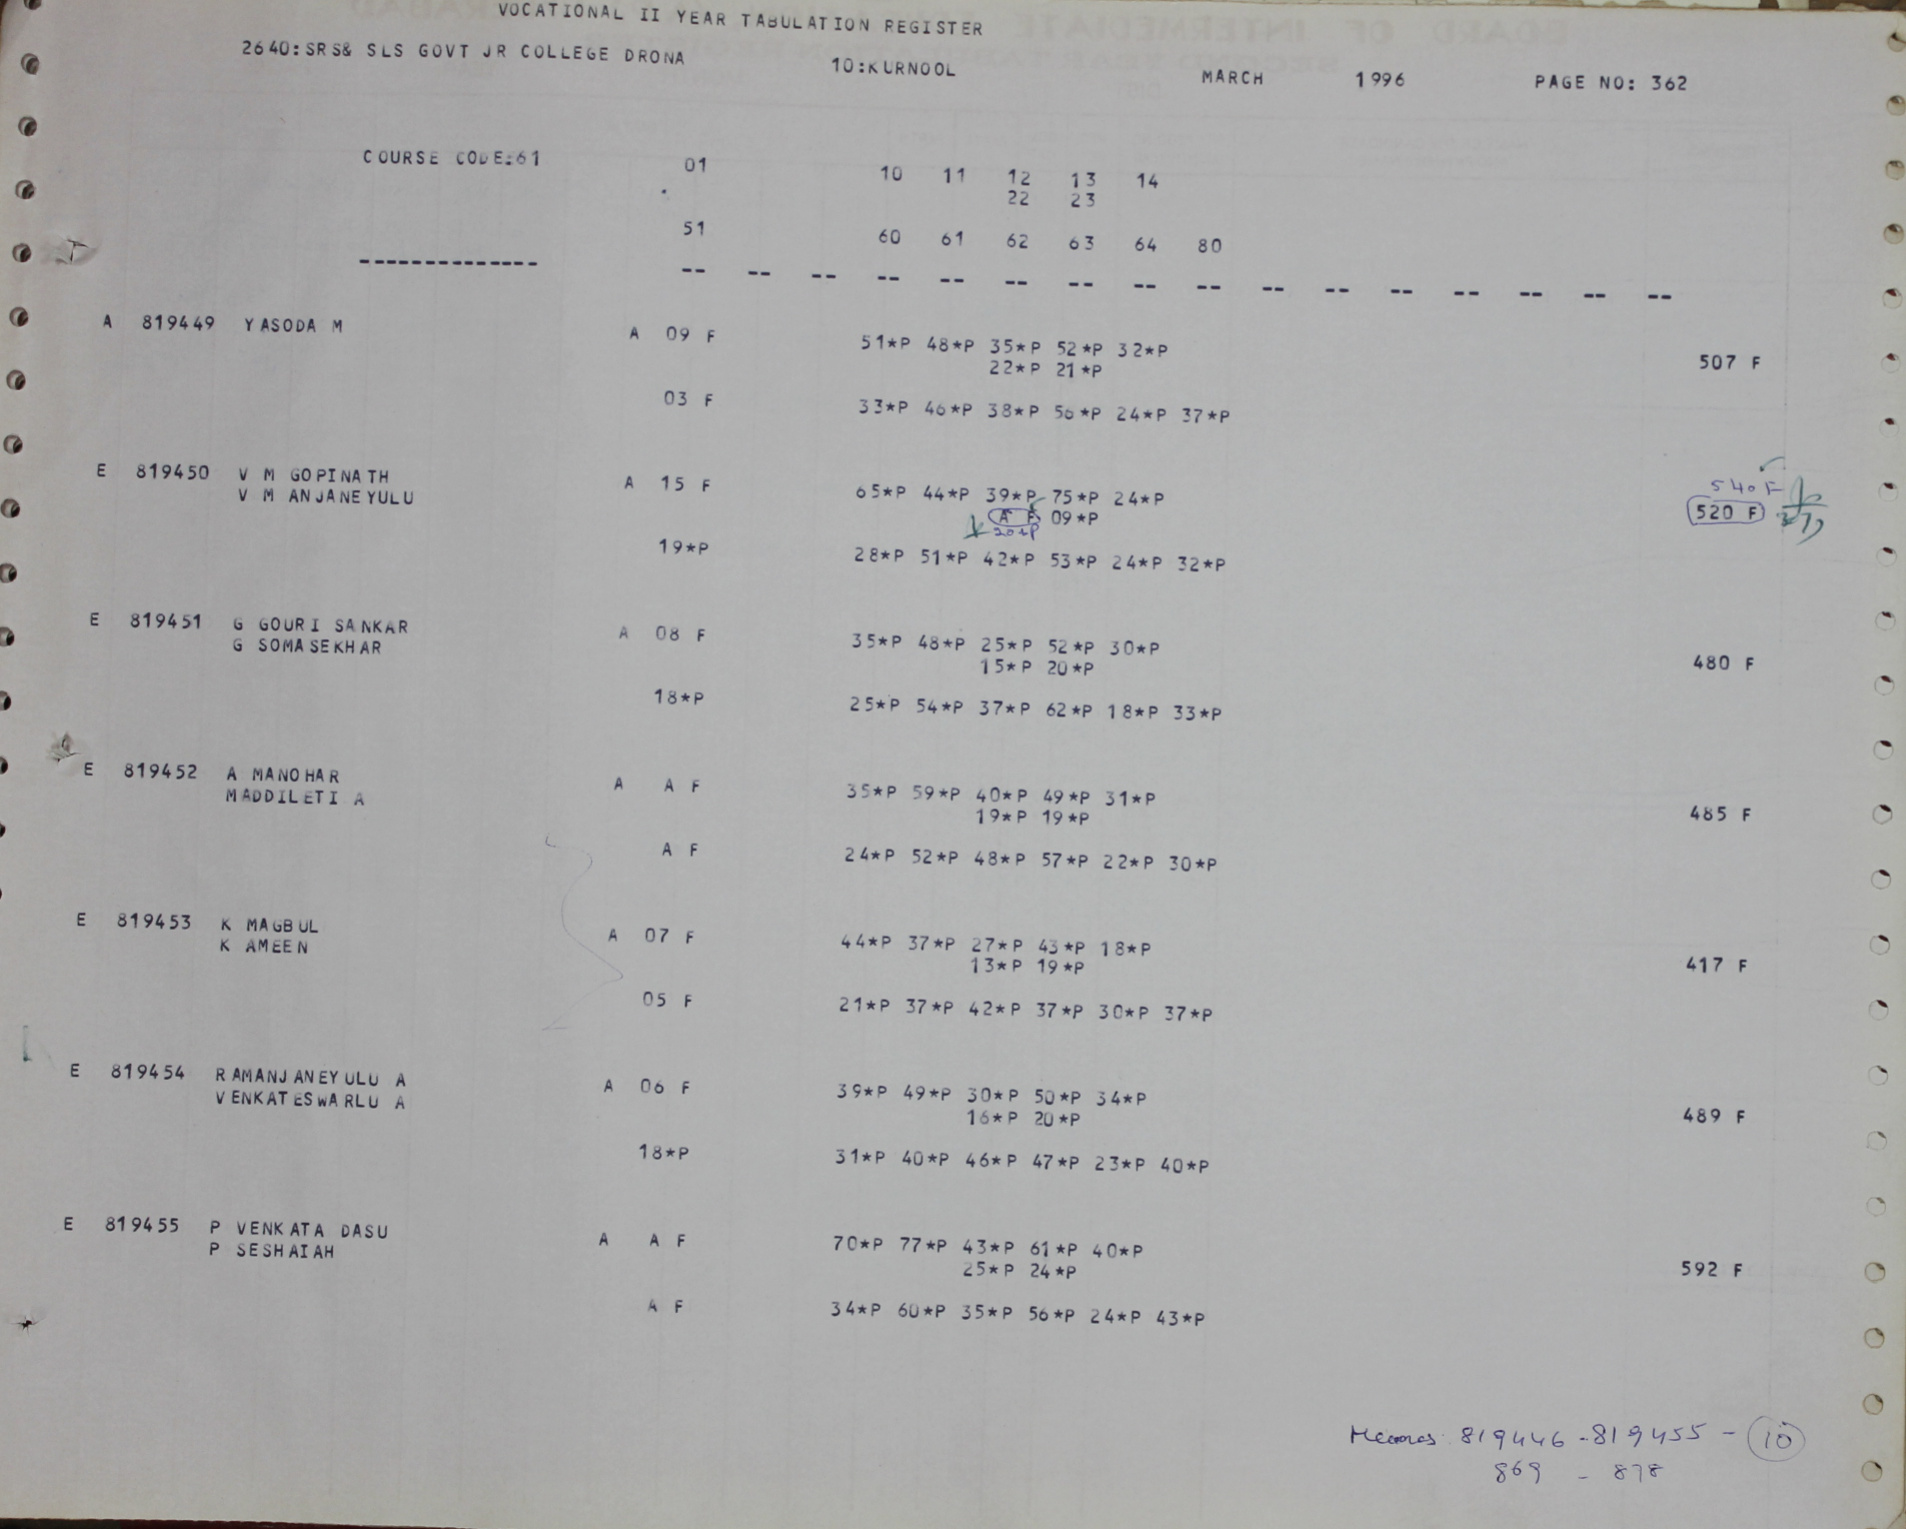 VOCATIONAL II YEAR TABULATION REGISTER
2640:SRS& SLS GOVT JR COLLEGE DRONA 10:KURNOOL MARCH 1996 PAGE NO: 362
COURSE CODE:61 01 10 11 12 13 14
22 23
51 60 61 62 63 64 80
-------------- -- -- -- -- -- -- -- -- -- -- -- -- -- -- -- --
A 819449 YASODA M A 09 F 51*P 48*P 35*P 52*P 32*P
22*P 21*P 507 F
03 F 33*P 46*P 38*P 56*P 24*P 37*P
E 819450 V M GOPINATH A 15 F 65*P 44*P 39*P 75*P 24*P 540 F
V M ANJANEYULU A F 09*P 520 F
20*P
19*P 28*P 51*P 42*P 53*P 24*P 32*P
E 819451 G GOURI SANKAR A 08 F 35*P 48*P 25*P 52*P 30*P
G SOMASEKHAR 15*P 20*P 480 F
18*P 25*P 54*P 37*P 62*P 18*P 33*P
E 819452 A MANOHAR A A F 35*P 59*P 40*P 49*P 31*P
MADDILETI A 19*P 19*P 485 F
A F 24*P 52*P 48*P 57*P 22*P 30*P
E 819453 K MAGBUL A 07 F 44*P 37*P 27*P 43*P 18*P
K AMEEN 13*P 19*P 417 F
05 F 21*P 37*P 42*P 37*P 30*P 37*P
E 819454 RAMANJANEYULU A A 06 F 39*P 49*P 30*P 50*P 34*P
VENKATESWARLU A 16*P 20*P 489 F
18*P 31*P 40*P 46*P 47*P 23*P 40*P
E 819455 P VENKATA DASU A A F 70*P 77*P 43*P 61*P 40*P
P SESHAIAH 25*P 24*P 592 F
A F 34*P 60*P 35*P 56*P 24*P 43*P
819446 - 819455 - 10
869 - 878